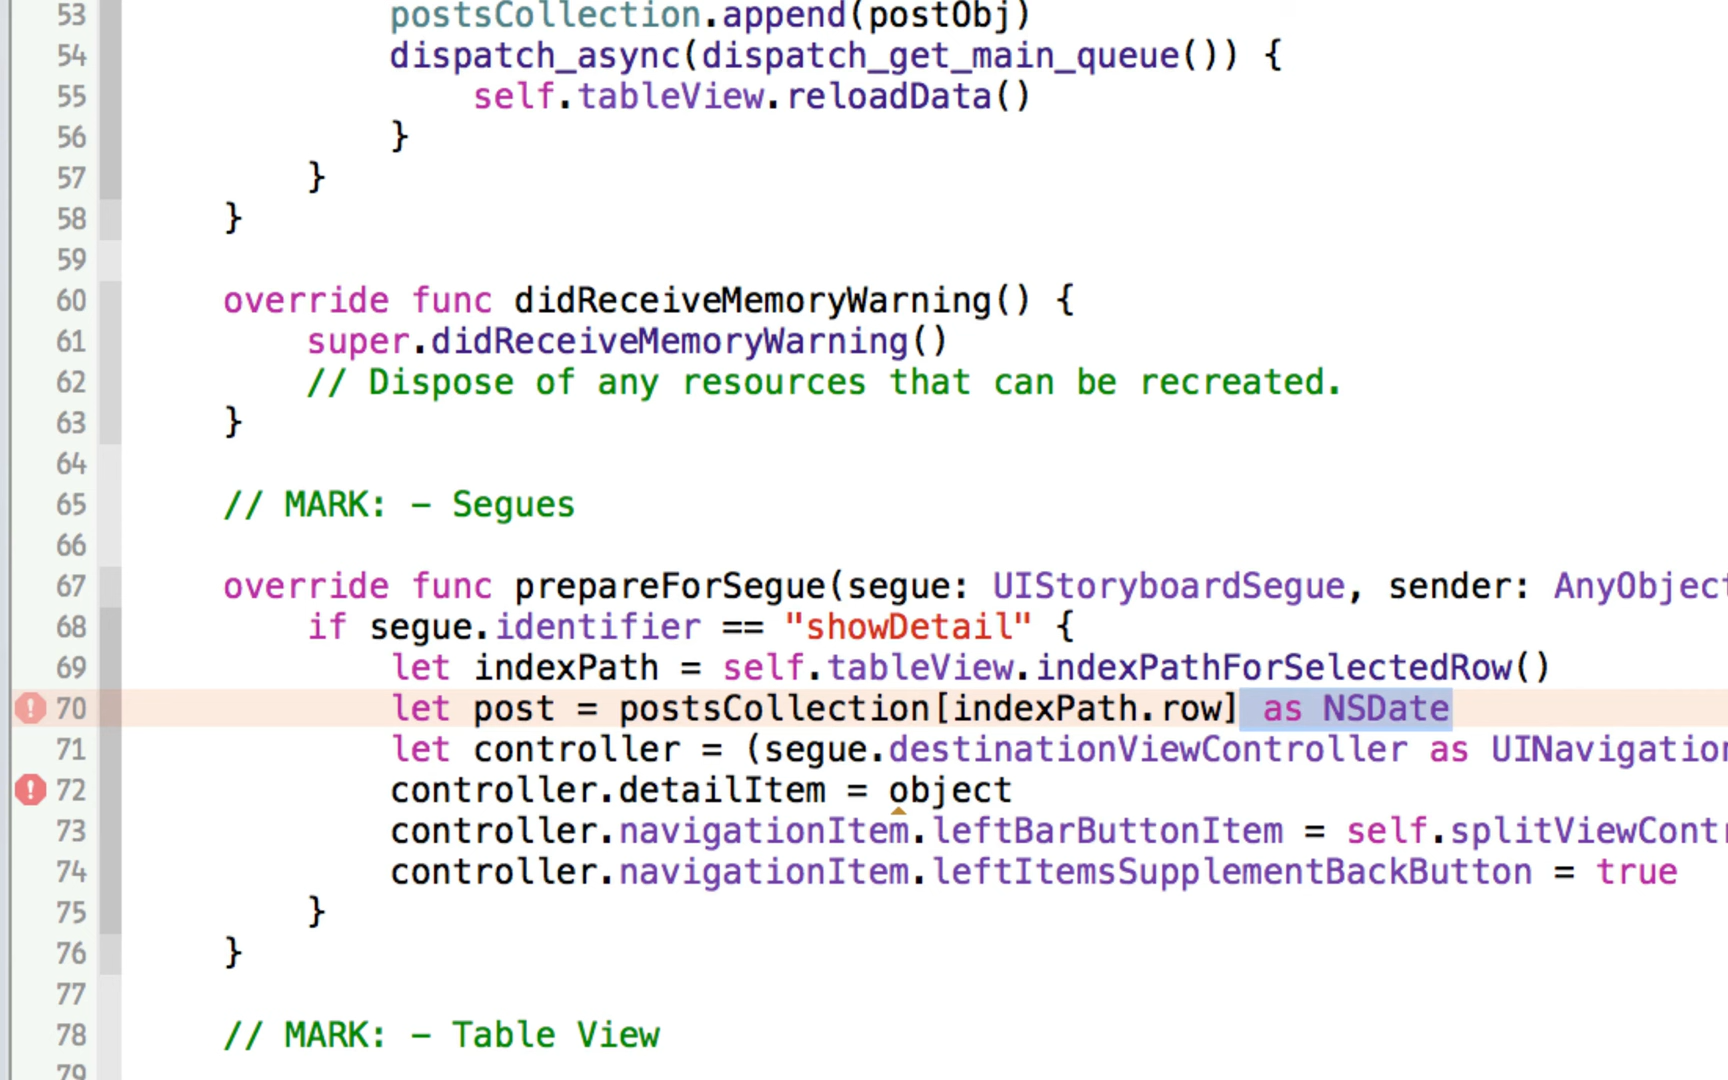 53 postsCollection.append(postObj)
54 dispatch_async(dispatch_get_main_queue()) {
55 self.tableView.reloadData()
56 }
57 }
58 }
59
60 override func didReceiveMemoryWarning() {
61 super.didReceiveMemoryWarning()
62 // Dispose of any resources that can be recreated.
63 }
64
65 // MARK: - Segues
66
67 override func prepareForSegue(segue: UIStoryboardSegue, sender: AnyObject
68 if segue.identifier == "showDetail" {
69 let indexPath = self.tableView.indexPathForSelectedRow()
70 let post = postsCollection[indexPath.row] as NSDate
71 let controller = (segue.destinationViewController as UINavigation
72 controller.detailItem = object
73 controller.navigationItem.leftBarButtonItem = self.splitViewContr
74 controller.navigationItem.leftItemsSupplementBackButton = true
75 }
76 }
77
78 // MARK: - Table View
79